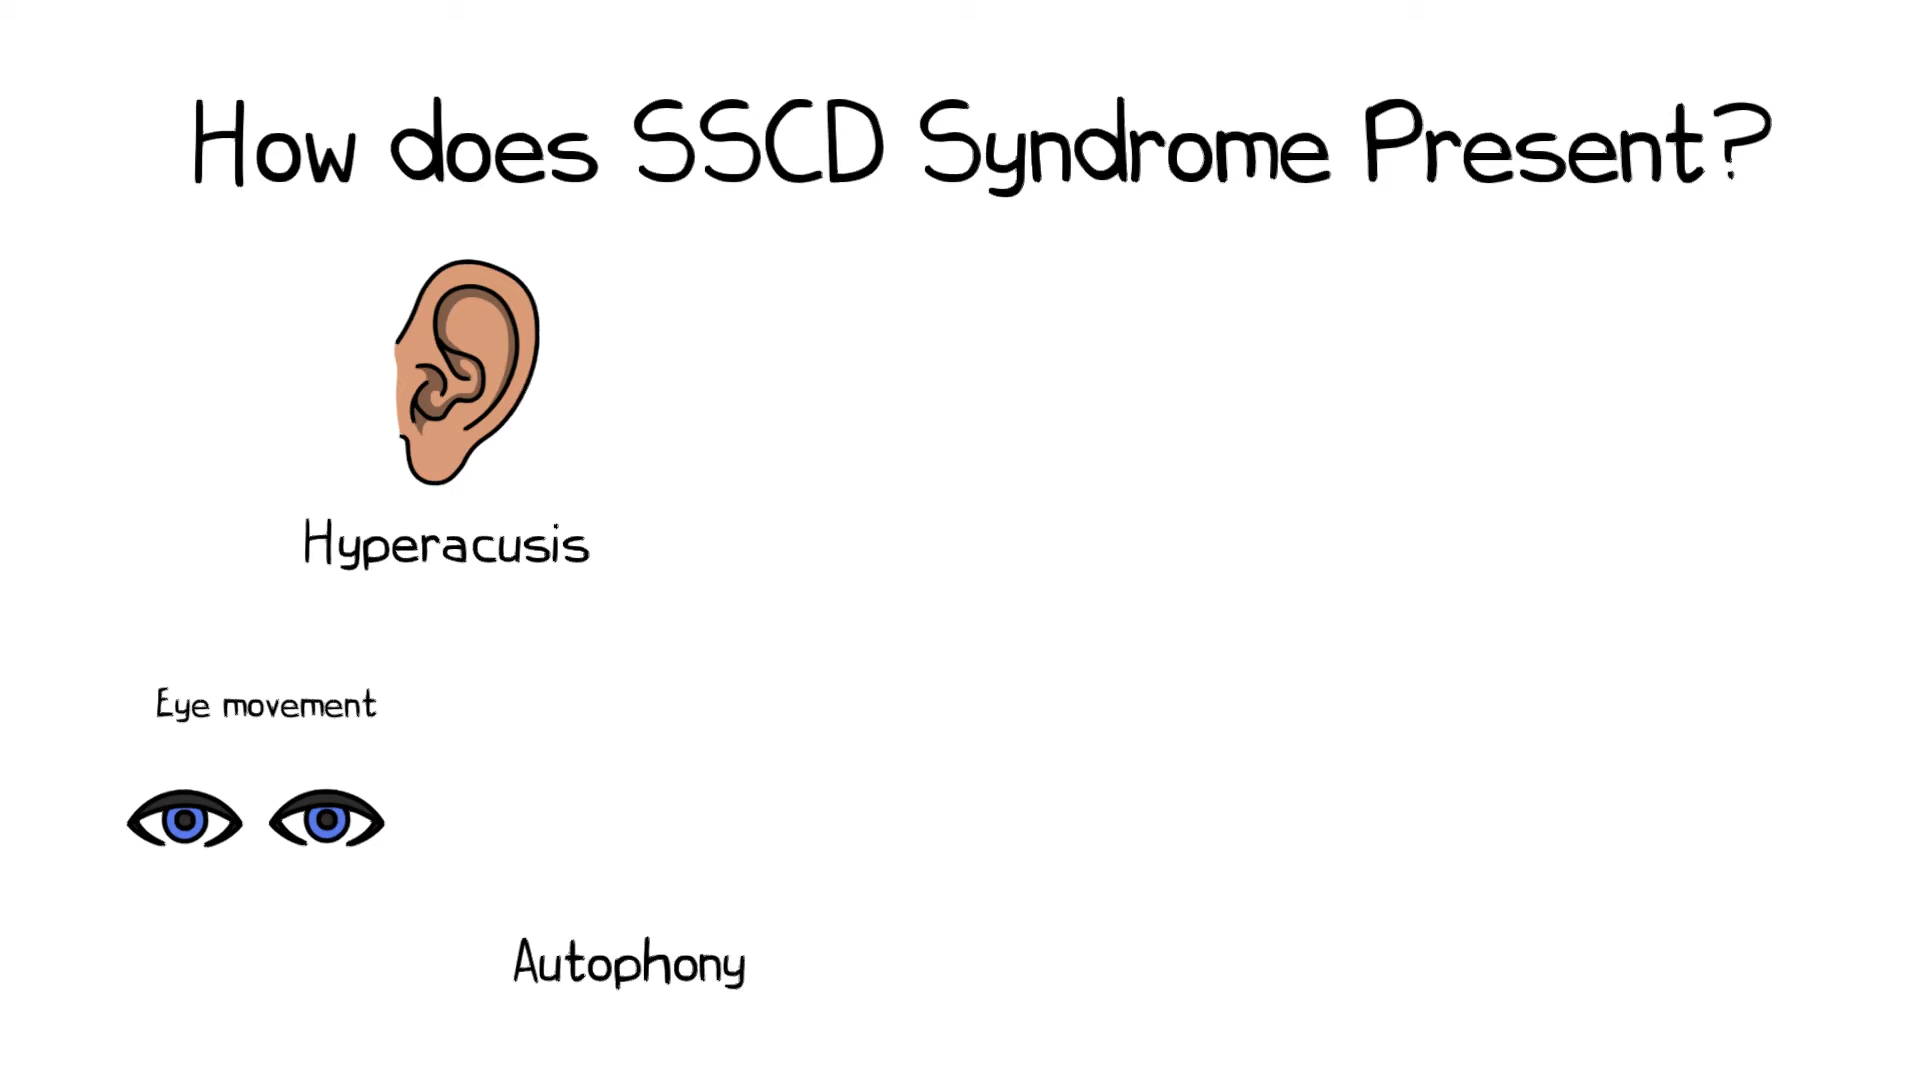 How does SSCD Syndrome Present?
Hyperacusis
Eye movement
Autophony